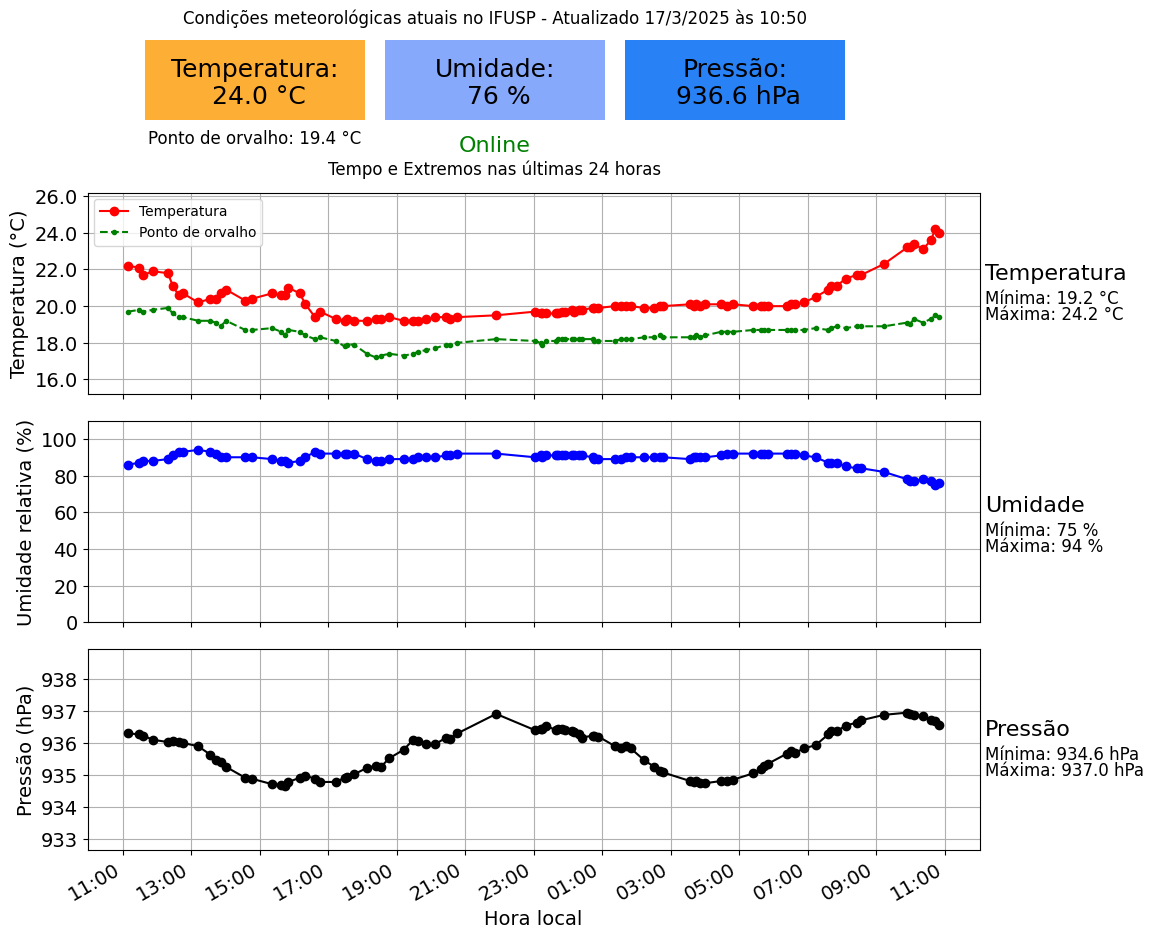 Condições meteorológicas atuais no IFUSP - Atualizado 17/3/2025 às 10:50
Temperatura:
24.0 °C
Umidade:
76 %
Pressão:
936.6 hPa
Ponto de orvalho: 19.4 °C
Online
Tempo e Extremos nas últimas 24 horas
Temperatura (°C)
26.0
24.0
22.0
20.0
18.0
16.0
Temperatura
Ponto de orvalho
Temperatura
Mínima: 19.2 °C
Máxima: 24.2 °C
Umidade relativa (%)
100
80
60
40
20
0
Umidade
Mínima: 75 %
Máxima: 94 %
Pressão (hPa)
938
937
936
935
934
933
Pressão
Mínima: 934.6 hPa
Máxima: 937.0 hPa
11:00
13:00
15:00
17:00
19:00
21:00
23:00
01:00
03:00
05:00
07:00
09:00
11:00
Hora local